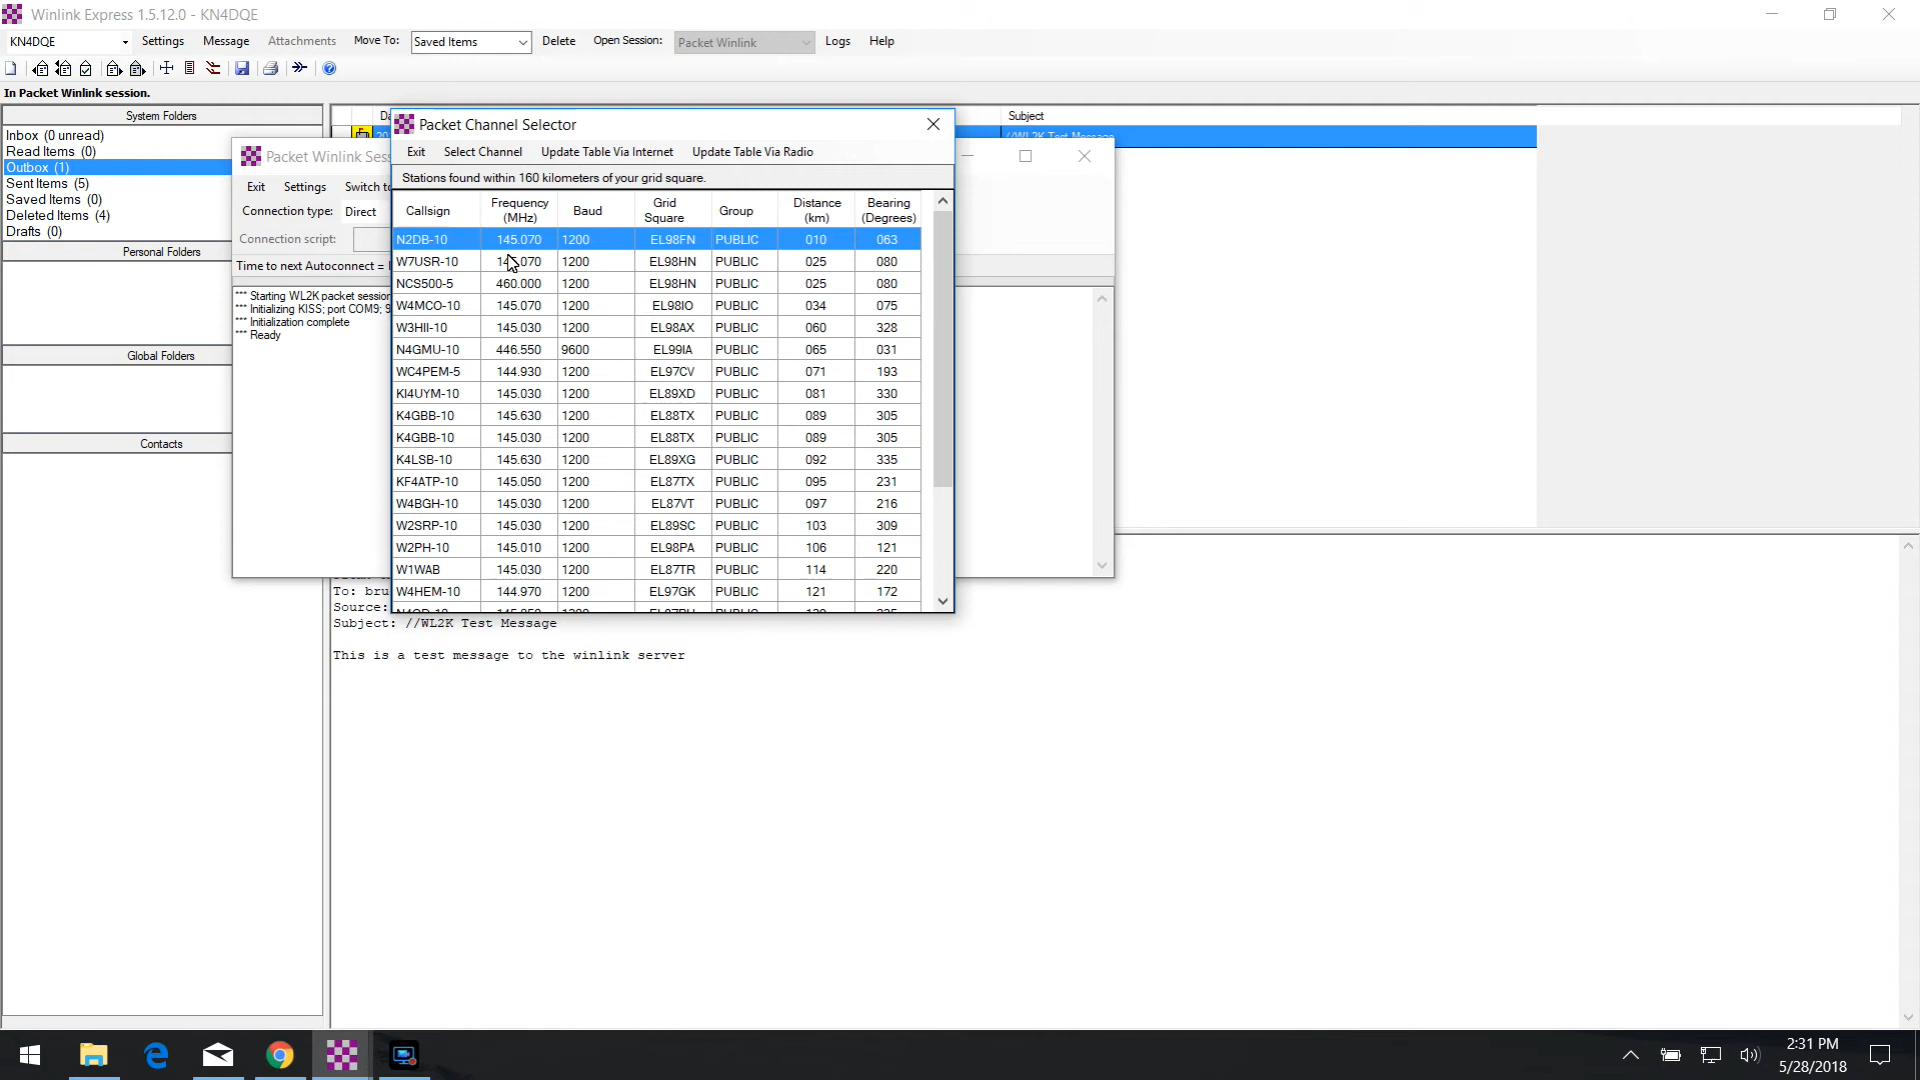 Winlink Express 1.5.12.0 - KN4DQE
KN4DQE Settings Message Attachments Move To: Saved Items Delete Open Session: Packet Winlink Logs Help
In Packet Winlink session.
System Folders
Inbox (0 unread)
Read Items (0)
Outbox (1)
Sent Items (5)
Saved Items (0)
Deleted Items (4)
Drafts (0)
Personal Folders
Global Folders
Contacts
Subject
//WL2K Test Message
Packet Winlink
Exit Settings
Connection type: Direct
Connection script:
Time to next Autoconnect =
*** Starting WL2K packet session
*** Initializing KISS; port COM9;
*** Initialization complete
*** Ready
Packet Channel Selector
Exit Select Channel Update Table Via Internet Update Table Via Radio
Stations found within 160 kilometers of your grid square.
Callsign Frequency (MHz) Baud Grid Square Group Distance (km) Bearing (Degrees)
N2DB-10 145.070 1200 EL98FN PUBLIC 010 063
W7USR-10 1200 EL98HN PUBLIC 025 080
NCS500-5 460.000 1200 EL98HN PUBLIC 025 080
W4MCO-10 145.070 1200 EL98IO PUBLIC 034 075
W3HII-10 145.030 1200 EL98AX PUBLIC 060 328
N4GMU-10 446.550 9600 EL99IA PUBLIC 065 031
WC4PEM-5 144.930 1200 EL97CV PUBLIC 071 193
KI4UYM-10 145.030 1200 EL89XD PUBLIC 081 330
K4GBB-10 145.630 1200 EL88TX PUBLIC 089 305
K4GBB-10 145.030 1200 EL88TX PUBLIC 089 305
K4LSB-10 145.630 1200 EL89XG PUBLIC 092 335
KF4ATP-10 145.050 1200 EL87TX PUBLIC 095 231
W4BGH-10 145.030 1200 EL87VT PUBLIC 097 216
W2SRP-10 145.030 1200 EL89SC PUBLIC 103 309
W2PH-10 145.010 1200 EL98PA PUBLIC 106 121
W1WAB 145.030 1200 EL87TR PUBLIC 114 220
W4HEM-10 144.970 1200 EL97GK PUBLIC 121 172
To: bru
Source:
Subject: //WL2K Test Message
This is a test message to the winlink server
2:31 PM
5/28/2018